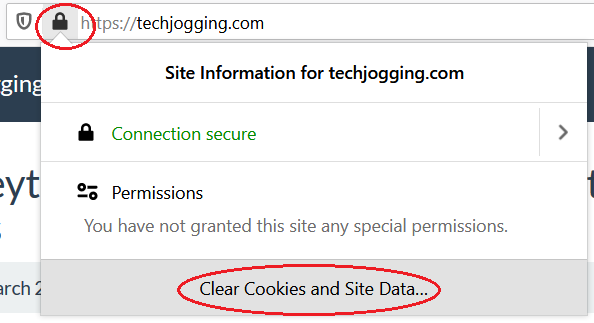 https://techjogging.com
Site Information for techjogging.com
gging
Connection secure
eyt
Permissions
You have not granted this site any special permissions.
arch 2
Clear Cookies and Site Data...